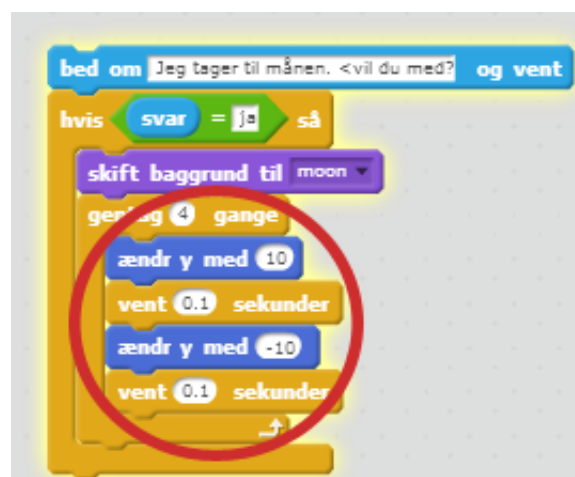 bed om Jeg tager til månen. <vil du med? og vent
hvis svar = ja så
skift baggrund til moon
gentag 4 gange
ændr y med 10
vent 0.1 sekunder
ændr y med -10
vent 0.1 sekunder